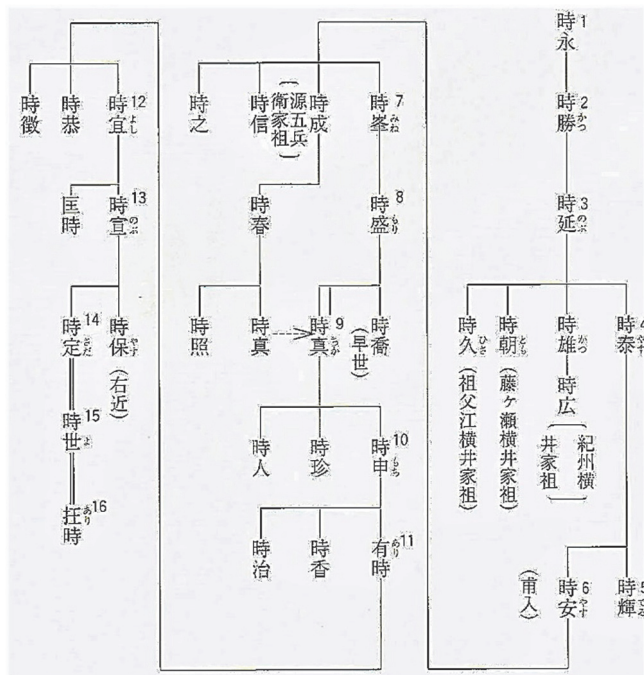 1 時永
2 時勝 かつ
3 時延 のぶ
4 時泰 やす
時雄 かつ
時広
紀州横
井家祖
時朝 とも (藤ヶ瀬横井家祖)
時久 ひさ (祖父江横井家祖)
5 時輝
6 時安 やす
(甫入)
7 時峯 みね
時成
(源五兵
衛家祖)
時信
時之
8 時盛 もり
時春
時喬
(早世)
9 時真 ざか
時真
時照
10 時申 もち
時珍
時人
11 有時 あり
時香
時治
12 時宜 よし
時恭
時徴
13 時宣 のぶ
匡時
時保 やす (右近)
14 時定 さだ
15 時世 よ
16 抂時 あり